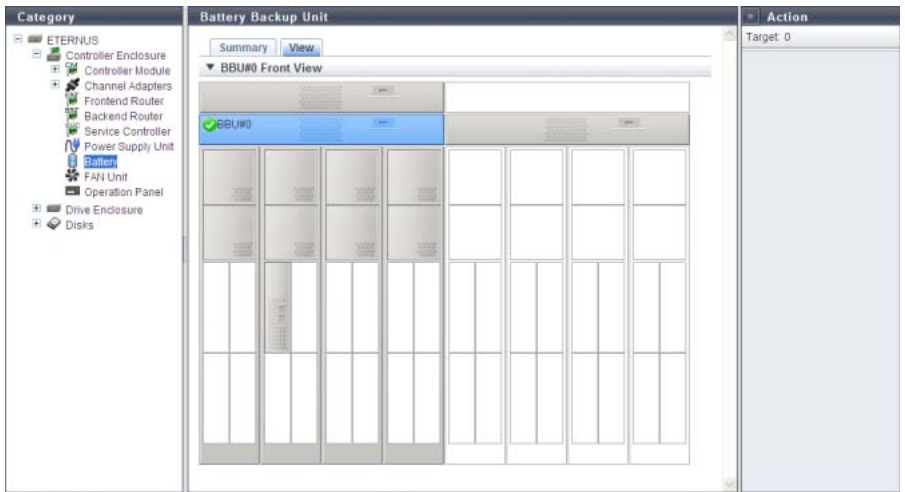 Category
ETERNUS
Controller Enclosure
Controller Module
Channel Adapters
Frontend Router
Backend Router
Service Controller
Power Supply Unit
Battery
FAN Unit
Operation Panel
Drive Enclosure
Disks
Battery Backup Unit
Summary View
BBU#0 Front View
BBU#0
» Action
Target: 0